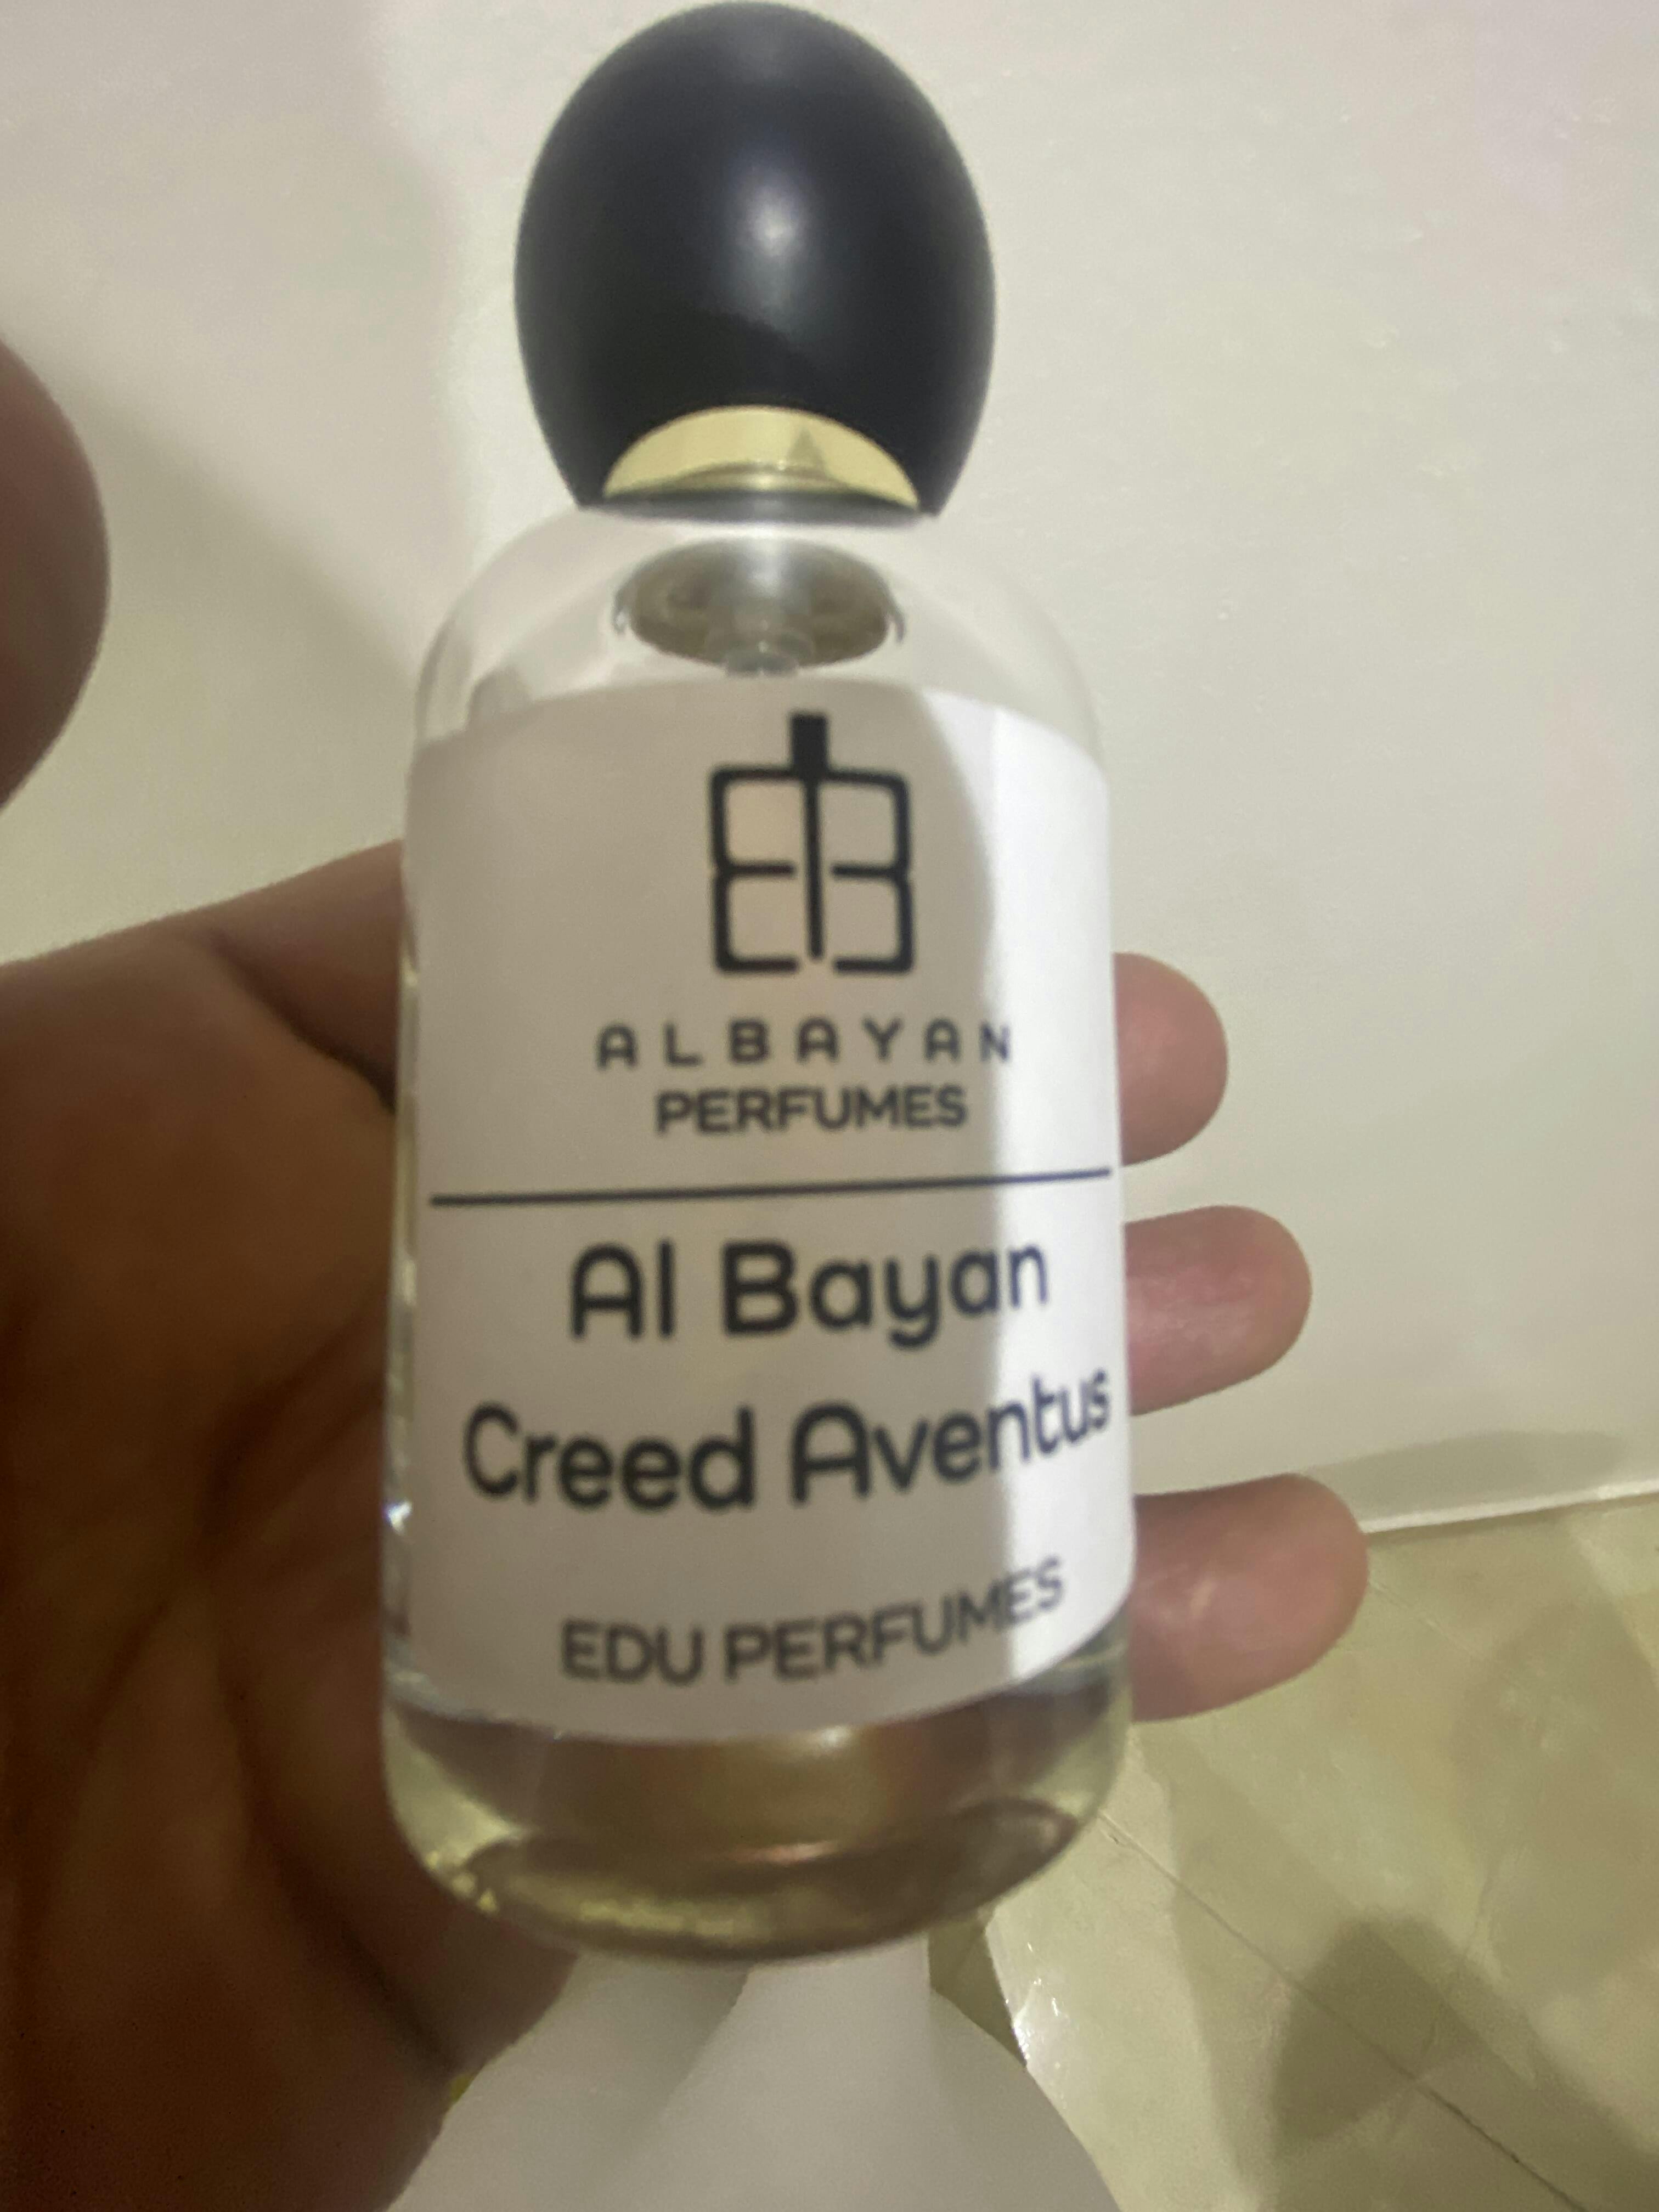 ALBAYAN
PERFUMES
Al Bayan
Creed Aventus
EDU PERFUMES